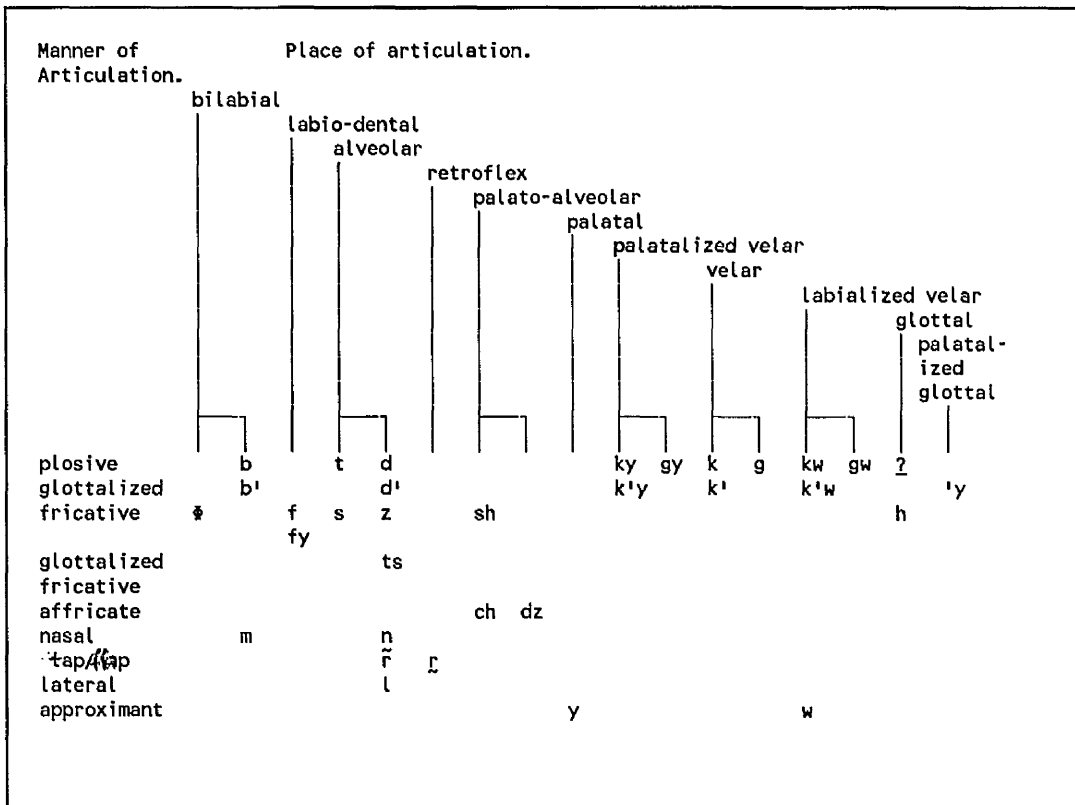 Manner of Place of articulation.
Articulation.
bilabial
labio-dental
alveolar
retroflex
palato-alveolar
palatal
palatalized velar
velar
labialized velar
glottal
palatal-
ized
glottal
plosive b t d ky gy k g kw gw ?
glottalized b' d' k'y k' k'w 'y
fricative Φ f s z sh h
fy
glottalized ts
fricative
affricate ch dz
nasal m n
tap/flap r̃ r̰
lateral l
approximant y w